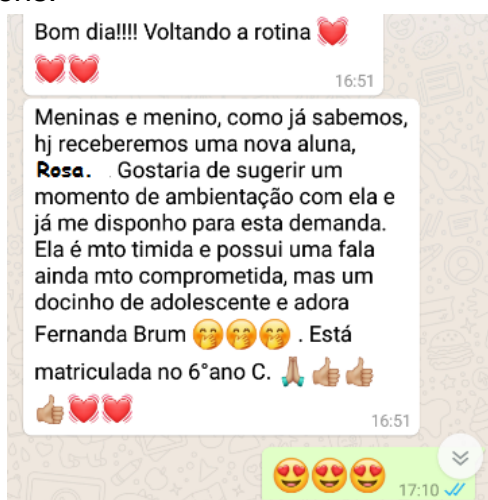 Bom dia!!!! Voltando a rotina 💓
💓💓
16:51
Meninas e menino, como já sabemos,
hj receberemos uma nova aluna,
Rosa. Gostaria de sugerir um
momento de ambientação com ela e
já me disponho para esta demanda.
Ela é mto timida e possui uma fala
ainda mto comprometida, mas um
docinho de adolescente e adora
Fernanda Brum 🤭🤭🤭 . Está
matriculada no 6°ano C. 🙏🏼👍🏼👍🏼
👍🏼💓💓
16:51
😍😍😍
17:10